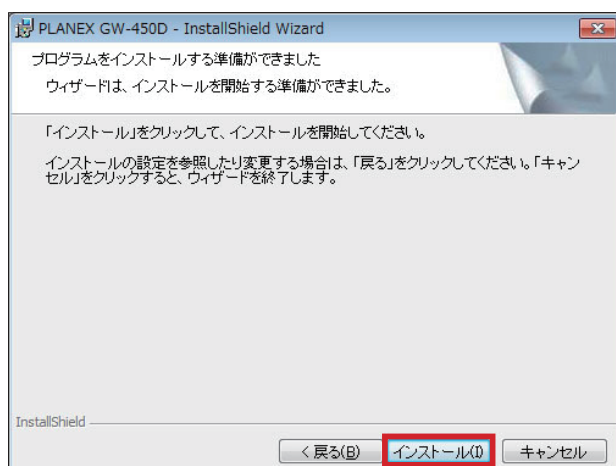 PLANEX GW-450D - InstallShield Wizard
プログラムをインストールする準備ができました
ウィザードは、インストールを開始する準備ができました。
「インストール」をクリックして、インストールを開始してください。
インストールの設定を参照したり変更する場合は、「戻る」をクリックしてください。「キャン
セル」をクリックすると、ウィザードを終了します。
InstallShield
< 戻る(B)
インストール(I)
キャンセル